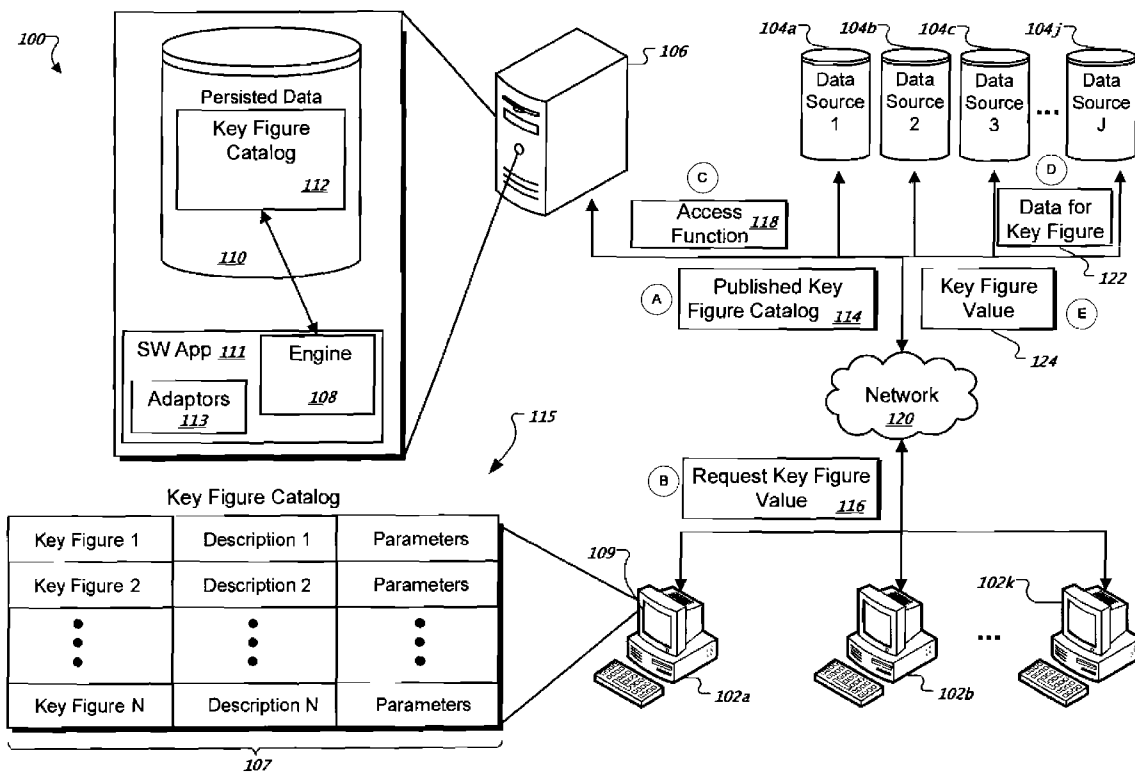 100
Persisted Data
Key Figure
Catalog
112
110
SW App 111
Adaptors
113
Engine
108
106
104a
104b
104c
104j
Data
Source
1
Data
Source
2
Data
Source
3
...
Data
Source
J
C
Access
Function 118
D
Data for
Key Figure
122
A
Published Key
Figure Catalog 114
Key Figure
Value
E
124
Network
120
B
Request Key Figure
Value 116
115
Key Figure Catalog
Key Figure 1 Description 1 Parameters
Key Figure 2 Description 2 Parameters
Key Figure N Description N Parameters
107
109
102a
102b
...
102k